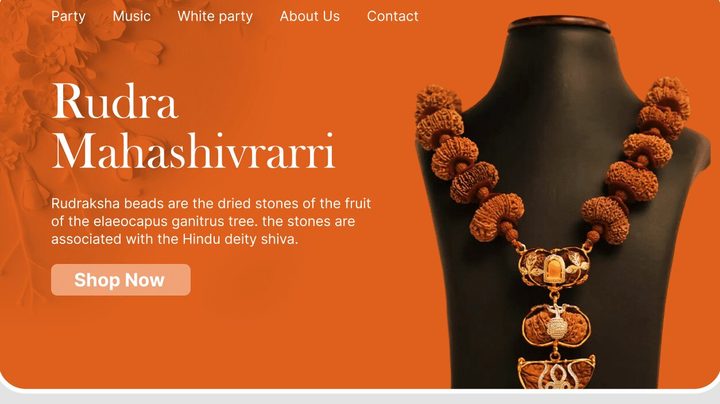 Party Music White party About Us Contact
Rudra
Mahashivrarri
Rudraksha beads are the dried stones of the fruit
of the elaeocapus ganitrus tree. the stones are
associated with the Hindu deity shiva.
Shop Now